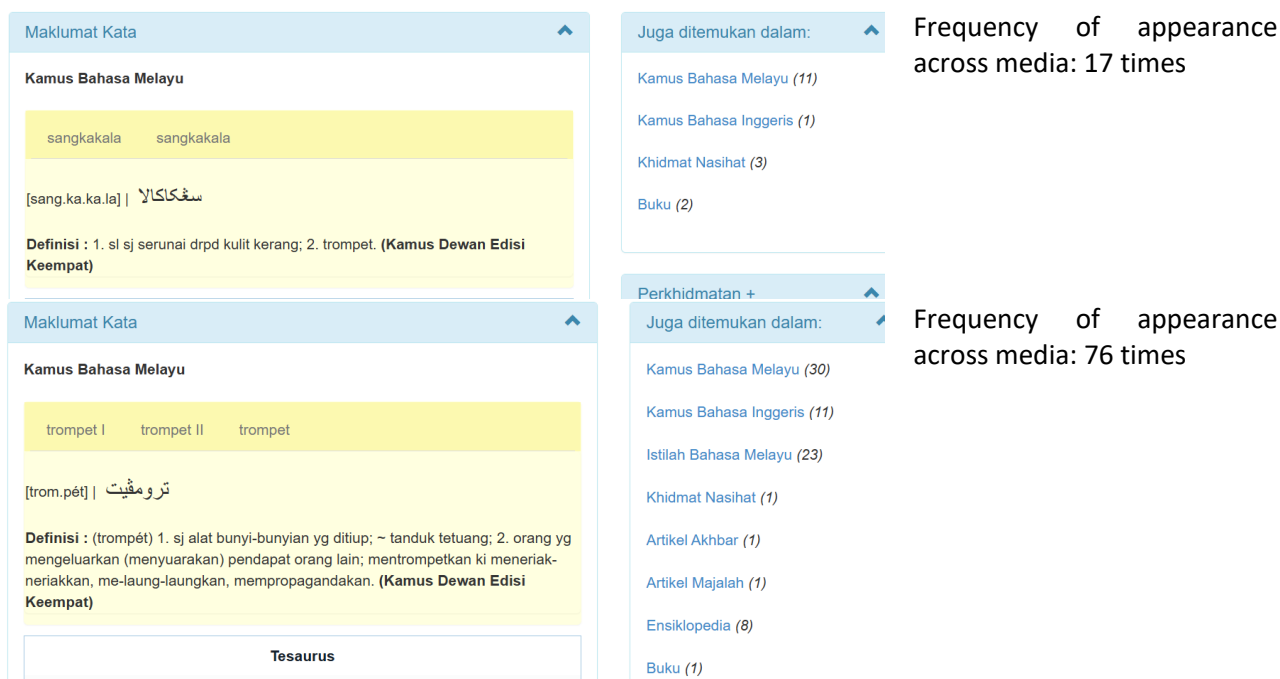 Maklumat Kata
Kamus Bahasa Melayu
sangkakala sangkakala
[sang.ka.ka.la] | سڠکاکالا
Definisi : 1. sl sj serunai drpd kulit kerang; 2. trompet. (Kamus Dewan Edisi
Keempat)
Juga ditemukan dalam:
Kamus Bahasa Melayu (11)
Kamus Bahasa Inggeris (1)
Khidmat Nasihat (3)
Buku (2)
Perkhidmatan +
Frequency of appearance
across media: 17 times
Maklumat Kata
Kamus Bahasa Melayu
trompet I trompet II trompet
[trom.pét] | ترومڤيت
Definisi : (trompét) 1. sj alat bunyi-bunyian yg ditiup; ~ tanduk tetuang; 2. orang yg
mengeluarkan (menyuarakan) pendapat orang lain; mentrompetkan ki meneriak-
neriakkan, me-laung-laungkan, mempropagandakan. (Kamus Dewan Edisi
Keempat)
Tesaurus
Juga ditemukan dalam:
Kamus Bahasa Melayu (30)
Kamus Bahasa Inggeris (11)
Istilah Bahasa Melayu (23)
Khidmat Nasihat (1)
Artikel Akhbar (1)
Artikel Majalah (1)
Ensiklopedia (8)
Buku (1)
Frequency of appearance
across media: 76 times